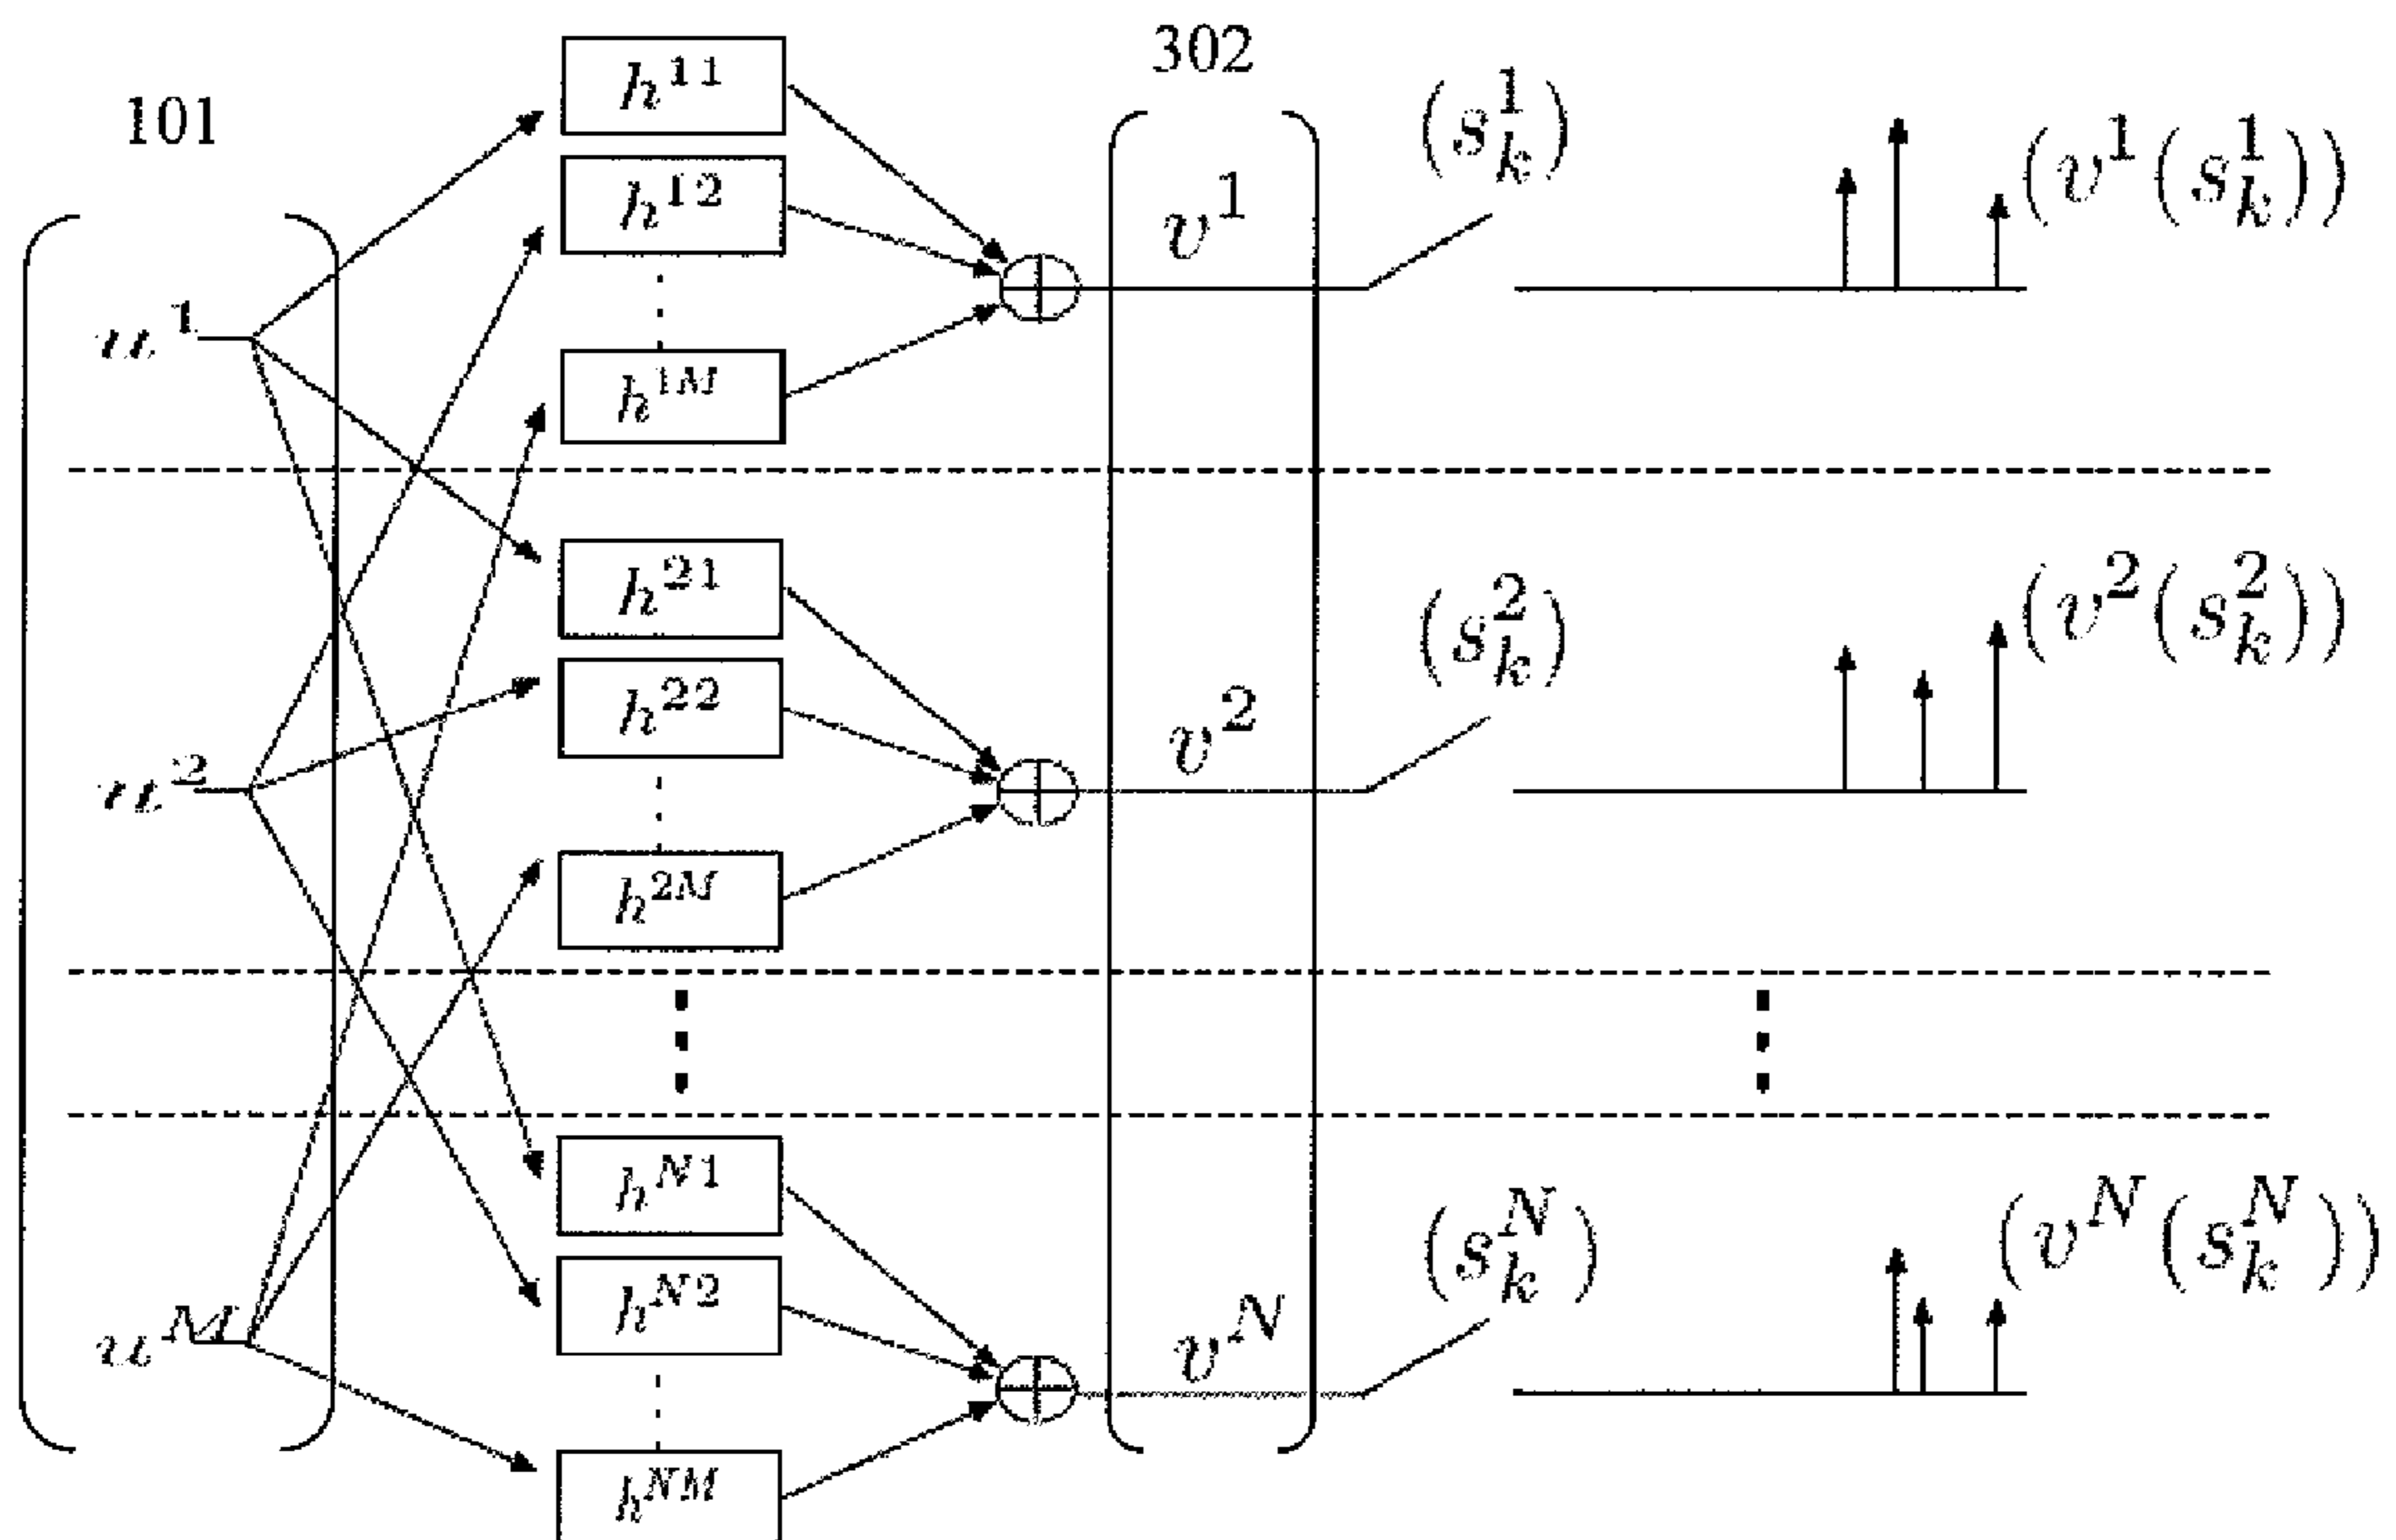 101
302
u^1
u^2
u^M
h^{11}
h^{12}
h^{1M}
h^{21}
h^{22}
h^{2M}
h^{N1}
h^{N2}
h^{NM}
v^1
v^2
v^N
(s_k^1)
(s_k^2)
(s_k^N)
(v^1(s_k^1))
(v^2(s_k^2))
(v^N(s_k^N))